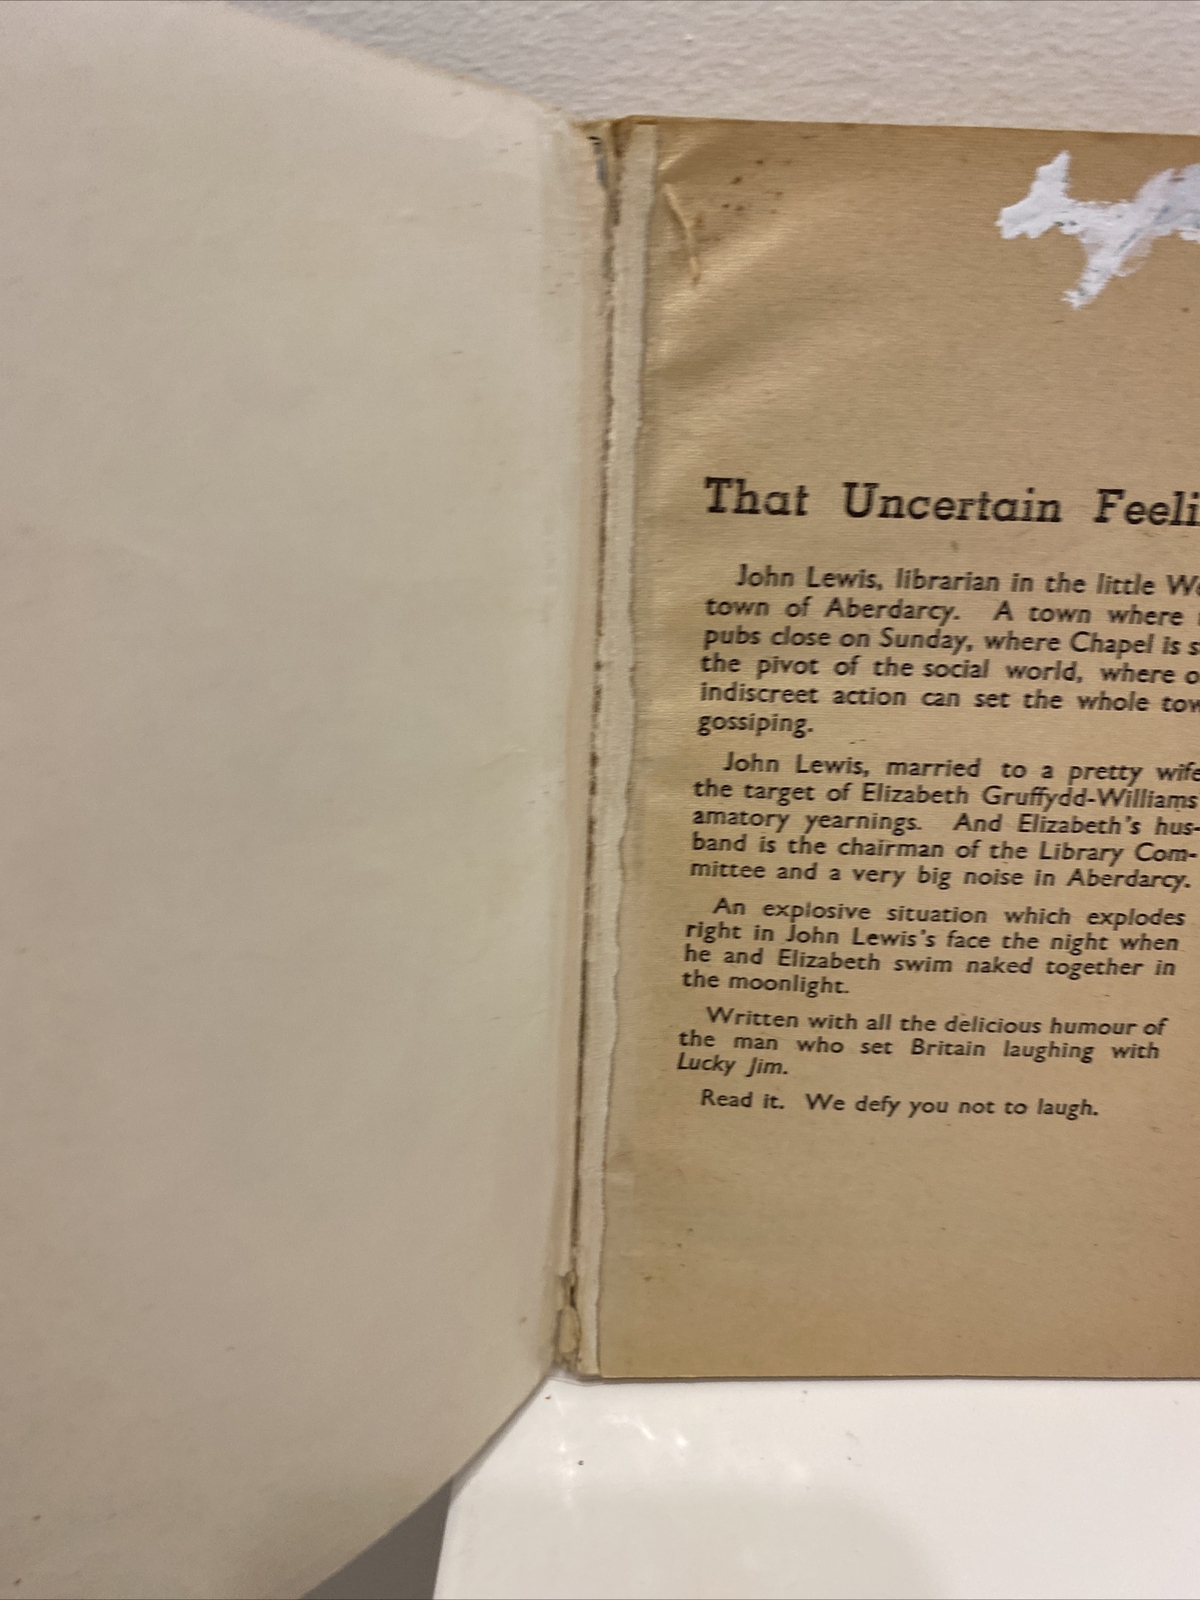 That Uncertain
John Lewis, librarian in the little
town of Aberdarcy. A town where
pubs close on Sunday, where Chapel is
the pivot of the social world, where
indiscreet action can set the whole
gossiping.
John Lewis, married to a pretty wife
the target of Elizabeth Gruffydd-Williams
amatory yearnings. And Elizabeth's hus-
band is the chairman of the Library Com-
mittee and a very big noise in Aberdarcy.
An explosive situation which explodes
right in John Lewis's face the night when
he and Elizabeth swim naked together in
the moonlight.
Written with all the delicious humour of
the man who set Britain laughing with
Lucky Jim.
Read it. We defy you not to laugh.